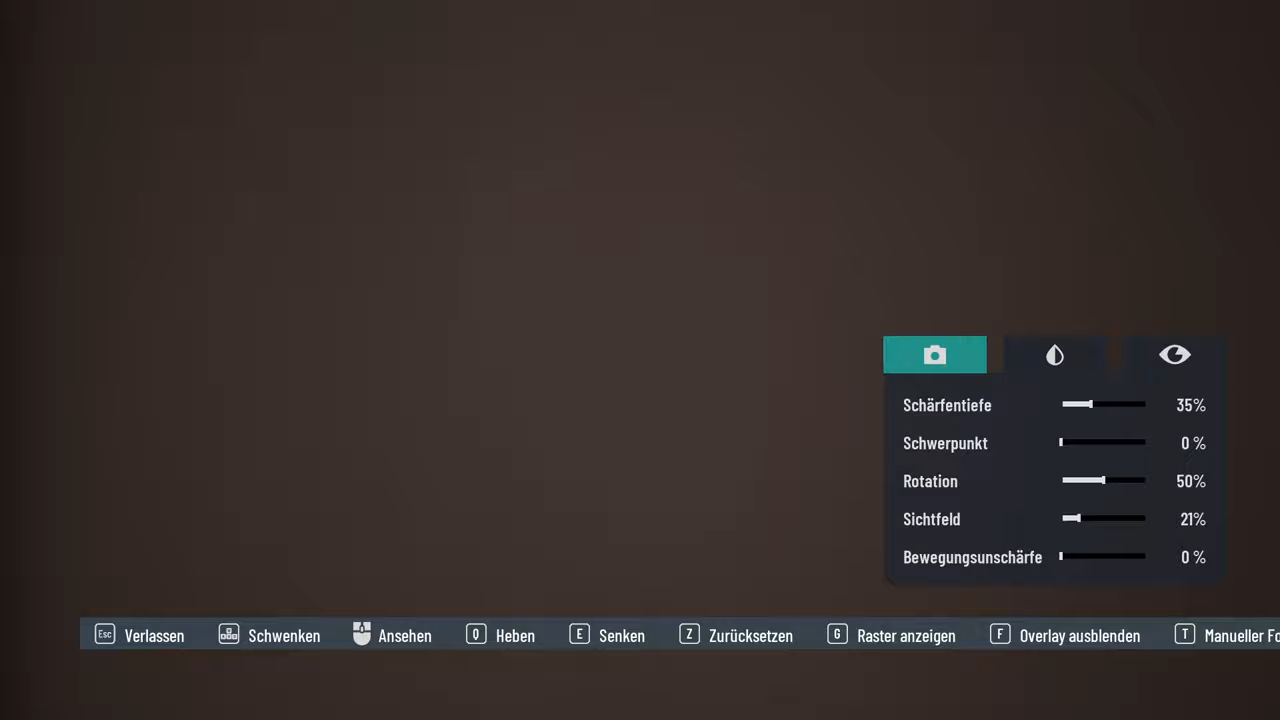 Schärfentiefe 35%
Schwerpunkt 0 %
Rotation 50%
Sichtfeld 21%
Bewegungsunschärfe 0 %
Esc Verlassen Schwenken Ansehen Q Heben E Senken Z Zurücksetzen G Raster anzeigen F Overlay ausblenden T Manueller Fo